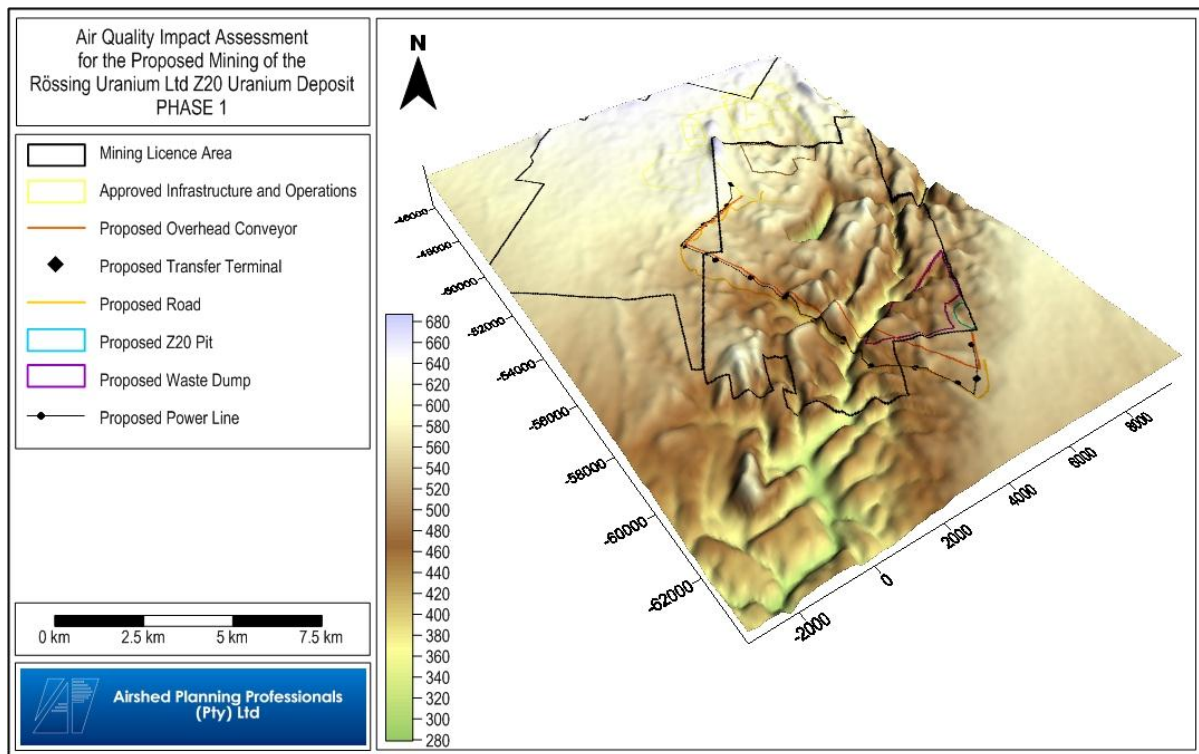 Air Quality Impact Assessment
for the Proposed Mining of the
Rössing Uranium Ltd Z20 Uranium Deposit
PHASE 1
Mining Licence Area
Approved Infrastructure and Operations
Proposed Overhead Conveyor
Proposed Transfer Terminal
Proposed Road
Proposed Z20 Pit
Proposed Waste Dump
Proposed Power Line
0 km 2.5 km 5 km 7.5 km
Airshed Planning Professionals
(Pty) Ltd
N
-46000
-48000
-50000
-52000
-54000
-56000
-58000
-60000
-62000
-2000
0
2000
4000
6000
8000
680
660
640
620
600
580
560
540
520
500
480
460
440
420
400
380
360
340
320
300
280